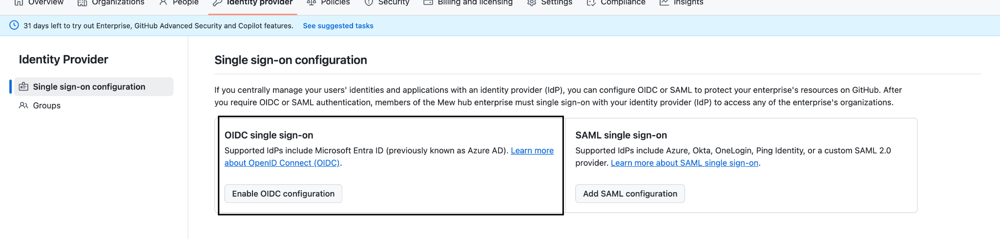 Overview Organizations People Identity provider Policies Security Billing and licensing Settings Compliance Insights
31 days left to try out Enterprise, GitHub Advanced Security and Copilot features. See suggested tasks
Identity Provider
Single sign-on configuration
Groups
Single sign-on configuration
If you centrally manage your users' identities and applications with an identity provider (IdP), you can configure OIDC or SAML to protect your enterprise's resources on GitHub. After
you require OIDC or SAML authentication, members of the Mew hub enterprise must single sign-on with your identity provider (IdP) to access any of the enterprise's organizations.
OIDC single sign-on
Supported IdPs include Microsoft Entra ID (previously known as Azure AD). Learn more
about OpenID Connect (OIDC).
Enable OIDC configuration
SAML single sign-on
Supported IdPs include Azure, Okta, OneLogin, Ping Identity, or a custom SAML 2.0
provider. Learn more about SAML single sign-on.
Add SAML configuration